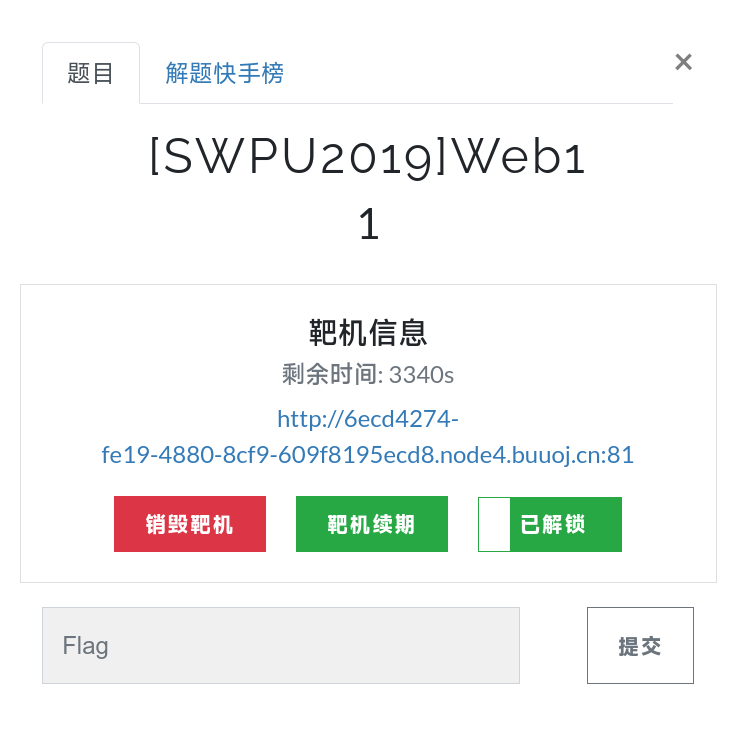 题目
解题快手榜
×
[SWPU2019]Web1
1
靶机信息
剩余时间: 3340s
http://6ecd4274-
fe19-4880-8cf9-609f8195ecd8.node4.buuoj.cn:81
销毁靶机
靶机续期
已解锁
Flag
提交